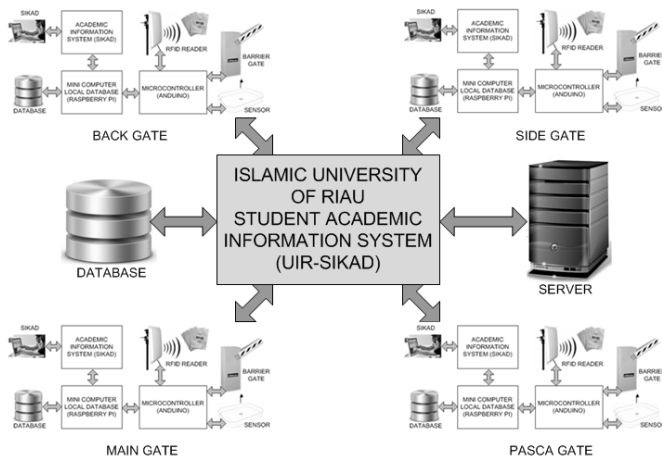 SIKAD
ACADEMIC
INFORMATION
SYSTEM (SIKAD)
RFID READER
BARRIER
GATE
MINI COMPUTER
LOCAL DATABASE
(RASPBERRY PI)
MICROCONTROLLER
(ANDUINO)
DATABASE
SENSOR
BACK GATE
SIKAD
ACADEMIC
INFORMATION
SYSTEM (SIKAD)
RFID READER
BARRIER
GATE
MINI COMPUTER
LOCAL DATABASE
(RASPBERRY PI)
MICROCONTROLLER
(ANDUINO)
DATABASE
SENSOR
SIDE GATE
ISLAMIC UNIVERSITY
OF RIAU
STUDENT ACADEMIC
INFORMATION SYSTEM
(UIR-SIKAD)
DATABASE
SERVER
SIKAD
ACADEMIC
INFORMATION
SYSTEM (SIKAD)
RFID READER
BARRIER
GATE
MINI COMPUTER
LOCAL DATABASE
(RASPBERRY PI)
MICROCONTROLLER
(ANDUINO)
DATABASE
SENSOR
MAIN GATE
SIKAD
ACADEMIC
INFORMATION
SYSTEM (SIKAD)
RFID READER
BARRIER
GATE
MINI COMPUTER
LOCAL DATABASE
(RASPBERRY PI)
MICROCONTROLLER
(ANDUINO)
DATABASE
SENSOR
PASCA GATE